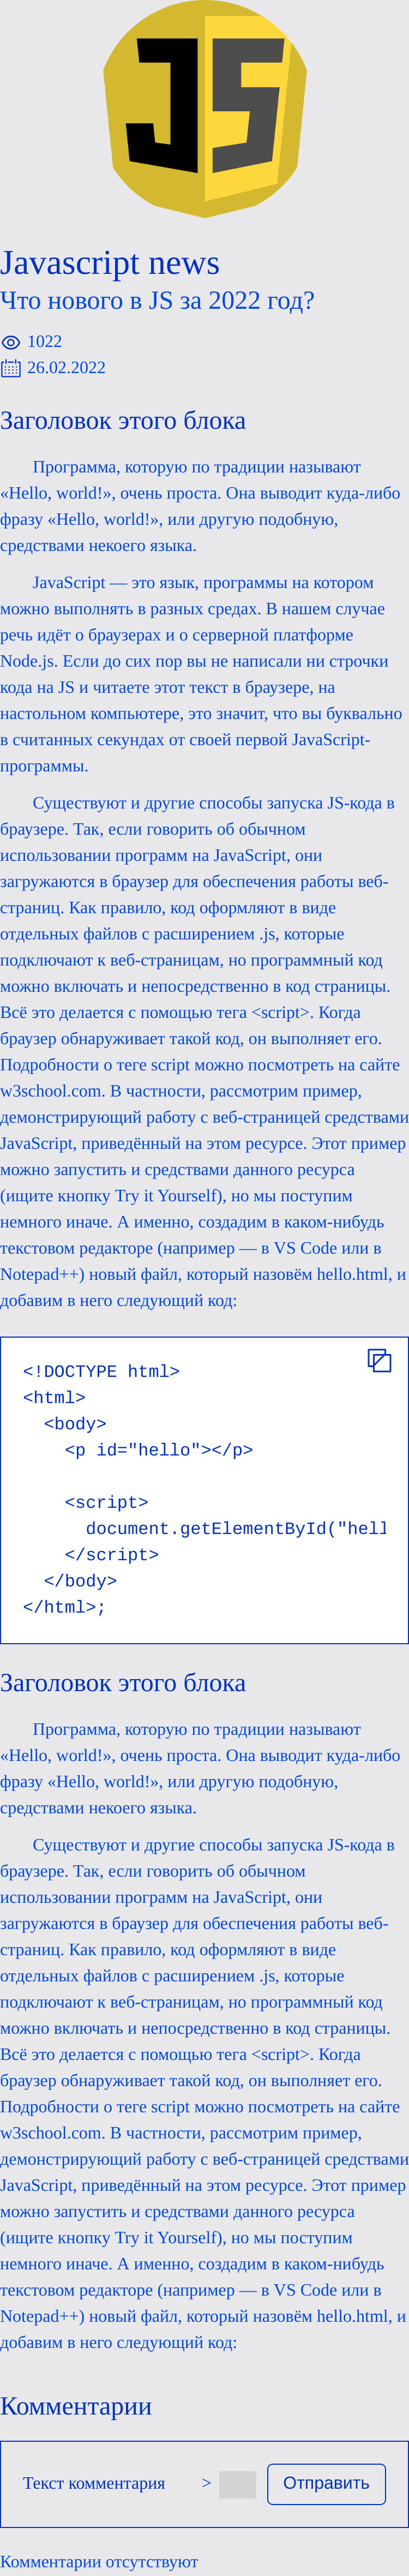 JS
Javascript news
Что нового в JS за 2022 год?
1022
26.02.2022
Заголовок этого блока
Программа, которую по традиции называют
«Hello, world!», очень проста. Она выводит куда-либо
фразу «Hello, world!», или другую подобную,
средствами некоего языка.
JavaScript — это язык, программы на котором
можно выполнять в разных средах. В нашем случае
речь идёт о браузерах и о серверной платформе
Node.js. Если до сих пор вы не написали ни строчки
кода на JS и читаете этот текст в браузере, на
настольном компьютере, это значит, что вы буквально
в считанных секундах от своей первой JavaScript-
программы.
Существуют и другие способы запуска JS-кода в
браузере. Так, если говорить об обычном
использовании программ на JavaScript, они
загружаются в браузер для обеспечения работы веб-
страниц. Как правило, код оформляют в виде
отдельных файлов с расширением .js, которые
подключают к веб-страницам, но программный код
можно включать и непосредственно в код страницы.
Всё это делается с помощью тега <script>. Когда
браузер обнаруживает такой код, он выполняет его.
Подробности о теге script можно посмотреть на сайте
w3school.com. В частности, рассмотрим пример,
демонстрирующий работу с веб-страницей средствами
JavaScript, приведённый на этом ресурсе. Этот пример
можно запустить и средствами данного ресурса
(ищите кнопку Try it Yourself), но мы поступим
немного иначе. А именно, создадим в каком-нибудь
текстовом редакторе (например — в VS Code или в
Notepad++) новый файл, который назовём hello.html, и
добавим в него следующий код:
<!DOCTYPE html>
<html>
<body>
<p id="hello"></p>
<script>
document.getElementById("hell
</script>
</body>
</html>;
Заголовок этого блока
Программа, которую по традиции называют
«Hello, world!», очень проста. Она выводит куда-либо
фразу «Hello, world!», или другую подобную,
средствами некоего языка.
Существуют и другие способы запуска JS-кода в
браузере. Так, если говорить об обычном
использовании программ на JavaScript, они
загружаются в браузер для обеспечения работы веб-
страниц. Как правило, код оформляют в виде
отдельных файлов с расширением .js, которые
подключают к веб-страницам, но программный код
можно включать и непосредственно в код страницы.
Всё это делается с помощью тега <script>. Когда
браузер обнаруживает такой код, он выполняет его.
Подробности о теге script можно посмотреть на сайте
w3school.com. В частности, рассмотрим пример,
демонстрирующий работу с веб-страницей средствами
JavaScript, приведённый на этом ресурсе. Этот пример
можно запустить и средствами данного ресурса
(ищите кнопку Try it Yourself), но мы поступим
немного иначе. А именно, создадим в каком-нибудь
текстовом редакторе (например — в VS Code или в
Notepad++) новый файл, который назовём hello.html, и
добавим в него следующий код:
Комментарии
Текст комментария > Отправить
Комментарии отсутствуют